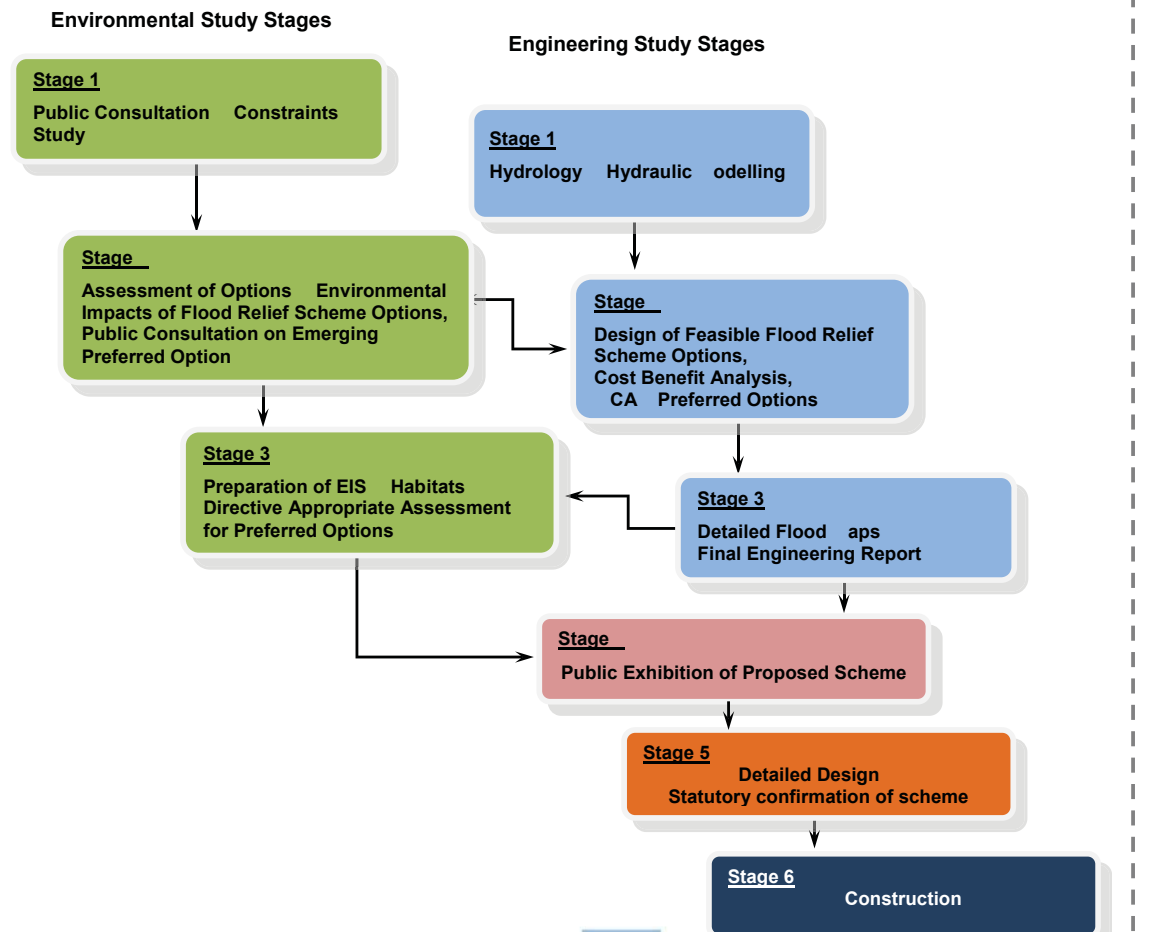 Environmental Study Stages
Engineering Study Stages
Stage 1
Public Consultation Constraints
Study
Stage 1
Hydrology Hydraulic odelling
Stage
Assessment of Options Environmental
Impacts of Flood Relief Scheme Options,
Public Consultation on Emerging
Preferred Option
Stage
Design of Feasible Flood Relief
Scheme Options,
Cost Benefit Analysis,
CA Preferred Options
Stage 3
Preparation of EIS Habitats
Directive Appropriate Assessment
for Preferred Options
Stage 3
Detailed Flood aps
Final Engineering Report
Stage
Public Exhibition of Proposed Scheme
Stage 5
Detailed Design
Statutory confirmation of scheme
Stage 6
Construction